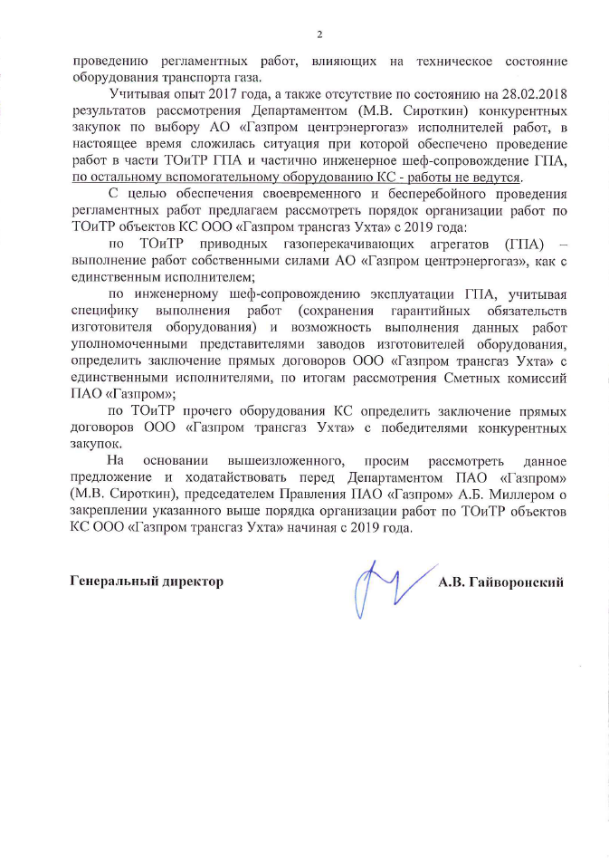 2
проведению регламентных работ, влияющих на техническое состояние
оборудования транспорта газа.
Учитывая опыт 2017 года, а также отсутствие по состоянию на 28.02.2018
результатов рассмотрения Департаментом (М.В. Сироткин) конкурентных
закупок по выбору АО «Газпром центрэнергогаз» исполнителей работ, в
настоящее время сложилась ситуация при которой обеспечено проведение
работ в части ТОиТР ГПА и частично инженерное шеф-сопровождение ГПА,
по остальному вспомогательному оборудованию КС - работы не ведутся.
С целью обеспечения своевременного и бесперебойного проведения
регламентных работ предлагаем рассмотреть порядок организации работ по
ТОиТР объектов КС ООО «Газпром трансгаз Ухта» с 2019 года:
по ТОиТР приводных газоперекачивающих агрегатов (ГПА) –
выполнение работ собственными силами АО «Газпром центрэнергогаз», как с
единственным исполнителем;
по инженерному шеф-сопровождению эксплуатации ГПА, учитывая
специфику выполнения работ (сохранения гарантийных обязательств
изготовителя оборудования) и возможность выполнения данных работ
уполномоченными представителями заводов изготовителей оборудования,
определить заключение прямых договоров ООО «Газпром трансгаз Ухта» с
единственными исполнителями, по итогам рассмотрения Сметных комиссий
ПАО «Газпром»;
по ТОиТР прочего оборудования КС определить заключение прямых
договоров ООО «Газпром трансгаз Ухта» с победителями конкурентных
закупок.
На основании вышеизложенного, просим рассмотреть данное
предложение и ходатайствовать перед Департаментом ПАО «Газпром»
(М.В. Сироткин), председателем Правления ПАО «Газпром» А.Б. Миллером о
закреплении указанного выше порядка организации работ по ТОиТР объектов
КС ООО «Газпром трансгаз Ухта» начиная с 2019 года.
Генеральный директор А.В. Гайворонский